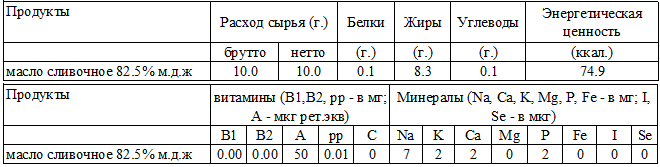 Продукты Расход сырья (г.) Белки Жиры Углеводы Энергетическая ценность
брутто нетто (г.) (г.) (г.) (ккал.)
масло сливочное 82.5% м.д.ж 10.0 10.0 0.1 8.3 0.1 74.9
Продукты витамины (B1,B2, pp - в мг; A - мкг рет.экв) Минералы (Na, Ca, K, Mg, P, Fe - в мг; I, Se - в мкг)
B1 B2 A pp C Na K Ca Mg P Fe I Se
масло сливочное 82.5% м.д.ж 0.00 0.00 50 0.01 0 7 2 2 0 2 0 0 0